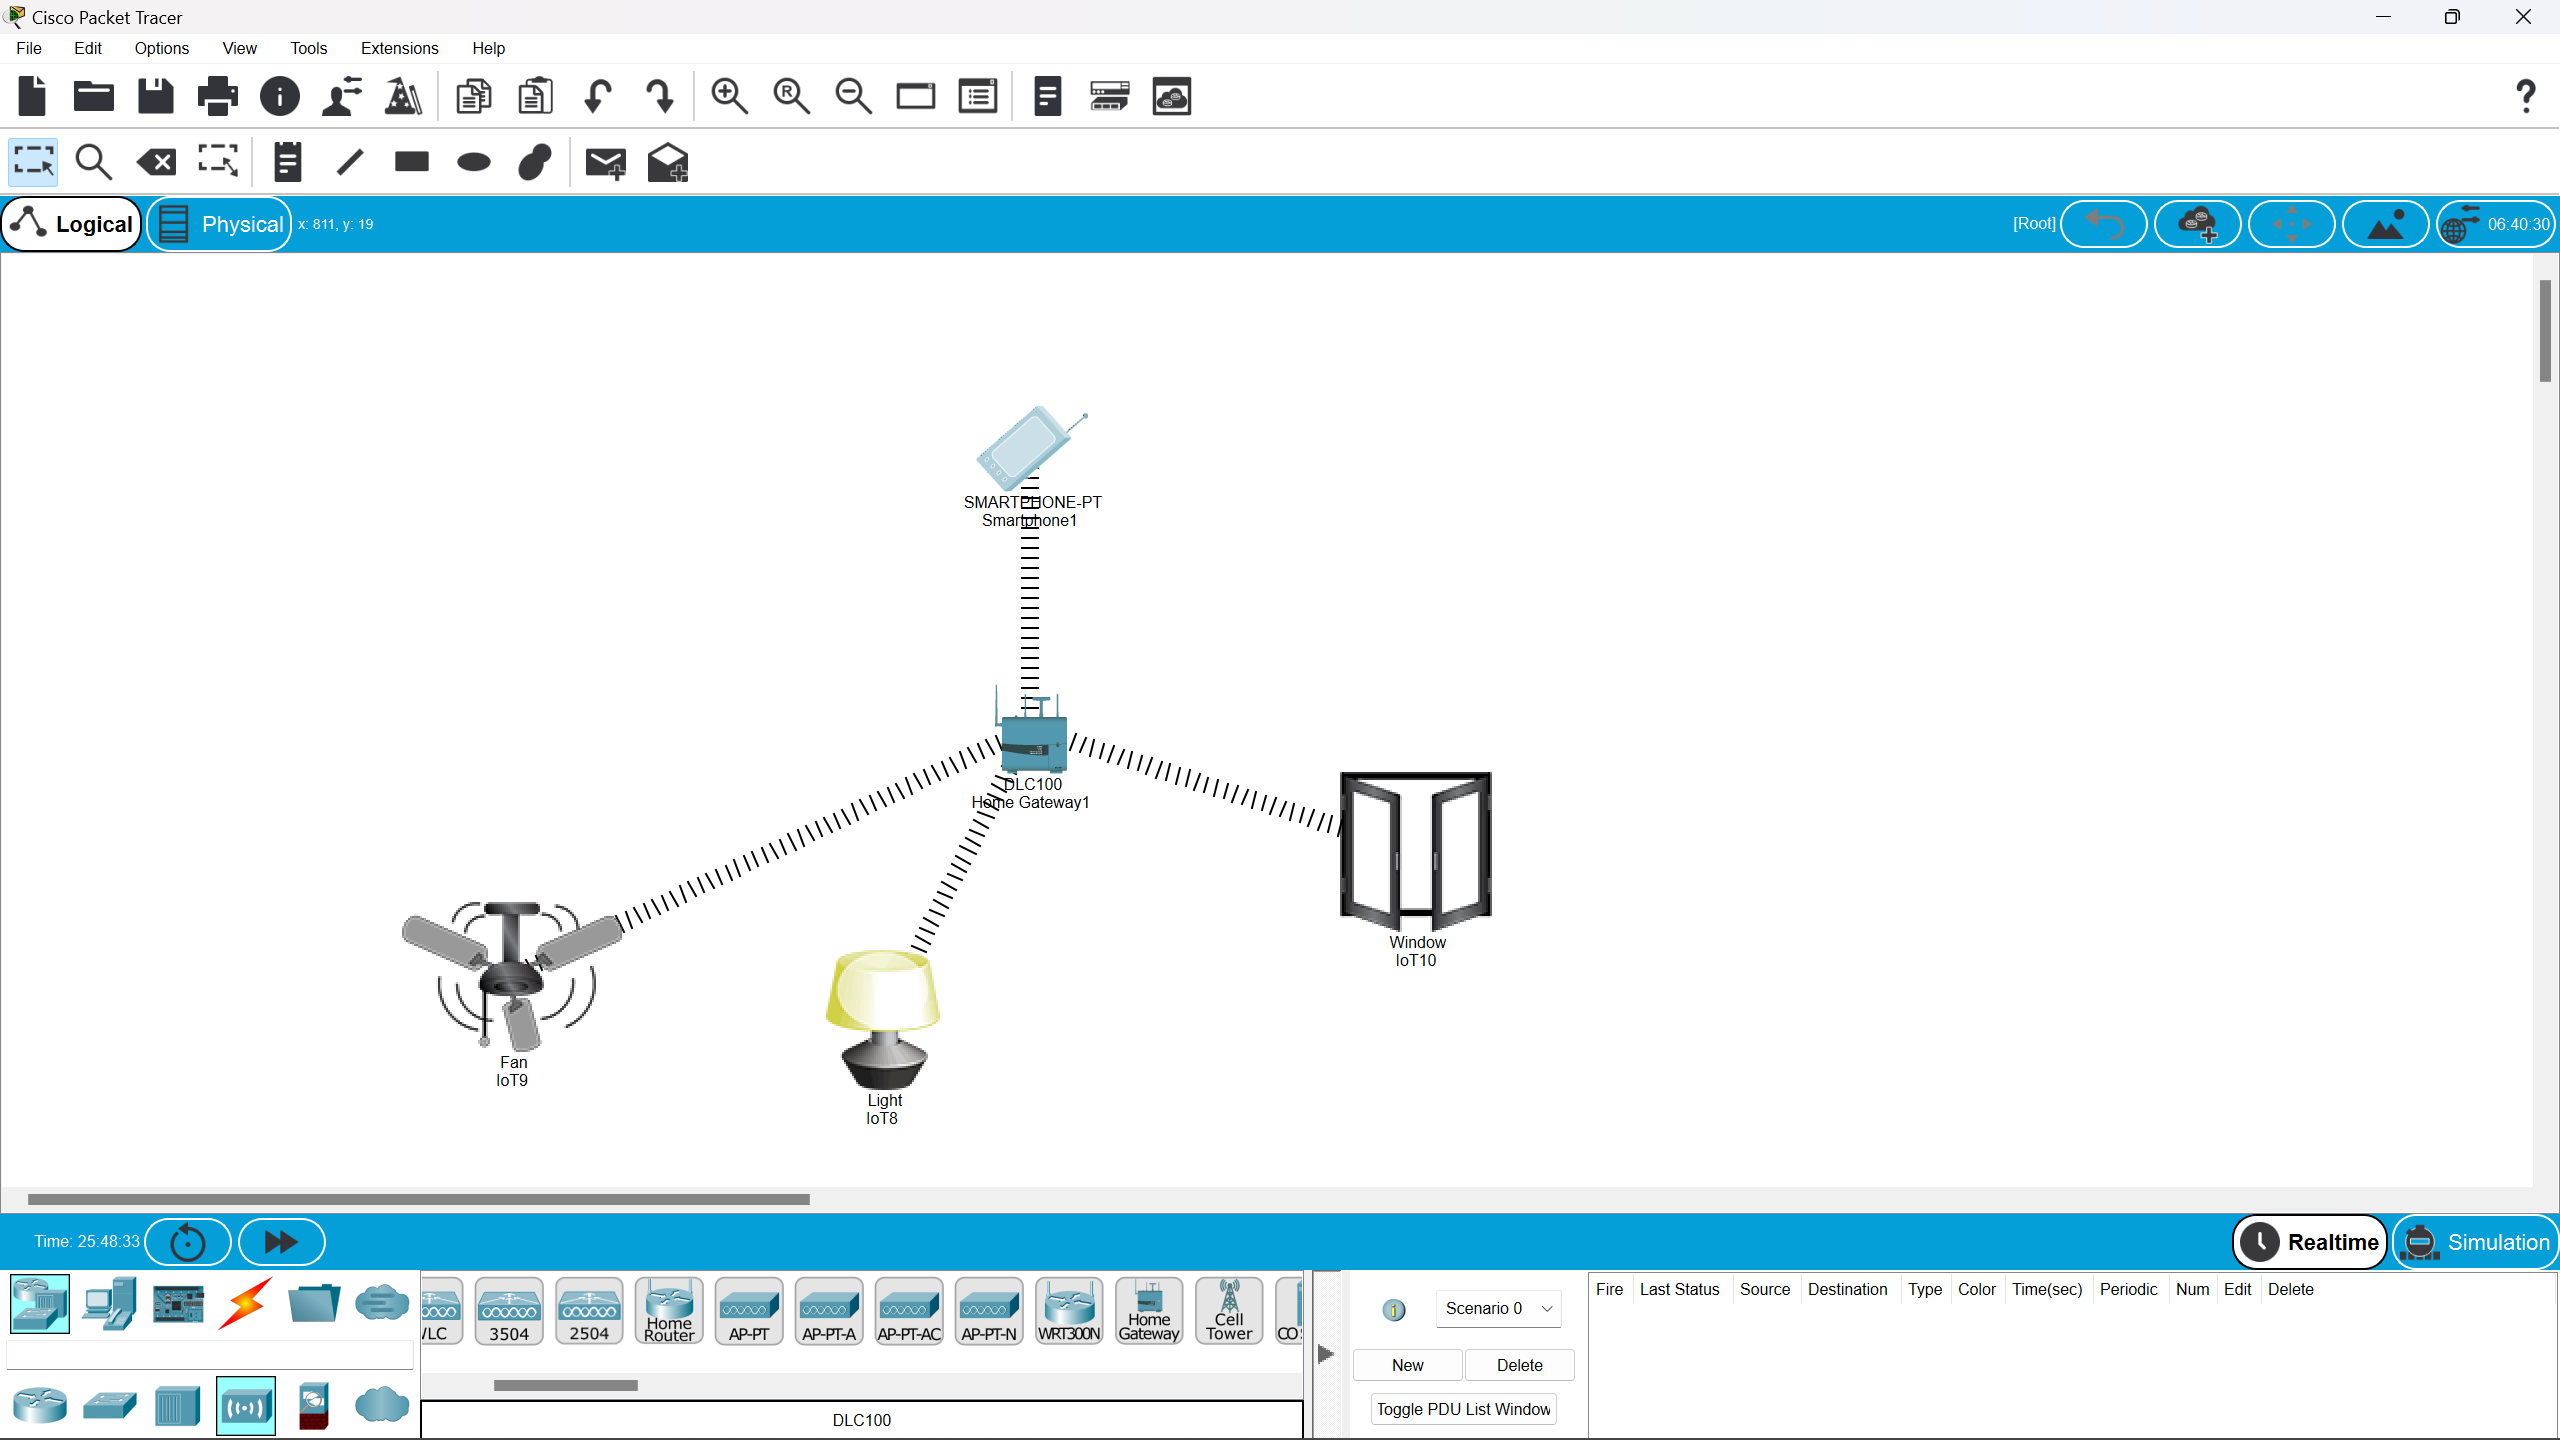 Cisco Packet Tracer
File Edit Options View Tools Extensions Help
Logical Physical x: 811, y: 19 [Root] 06:40:30
SMARTPHONE-PT
Smartphone1
DLC100
Home Gateway1
Window
IoT10
Fan
IoT9
Light
IoT8
Time: 25:48:33 Realtime Simulation
3504 2504 Home Router AP-PT AP-PT-A AP-PT-AC AP-PT-N WRT300N Home Gateway Cell Tower
Scenario 0
New Delete
Toggle PDU List Window
Fire Last Status Source Destination Type Color Time(sec) Periodic Num Edit Delete
DLC100